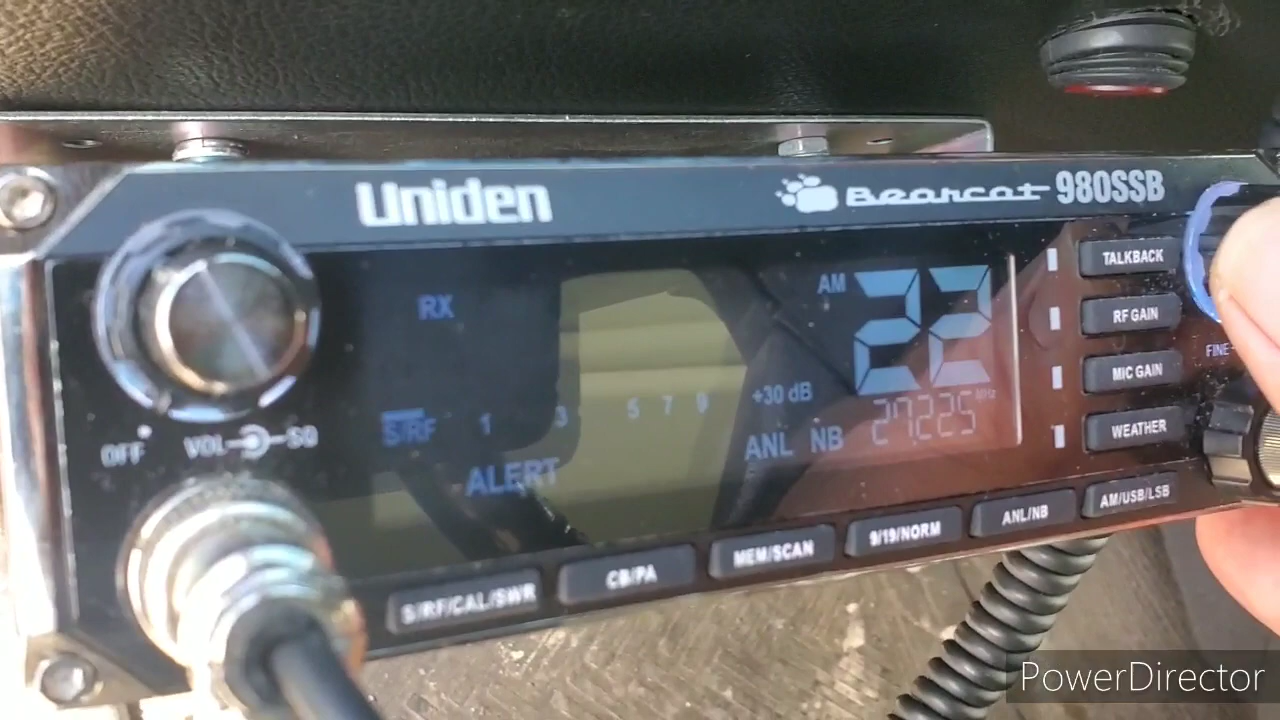 Uniden
Bearcat 980SSB
TALKBACK
RX
AM
22
RF GAIN
FINE
MIC GAIN
+30 dB
S/RF 1 3 5 7 9
27.225 MHz
OFF VOL SQ
ANL NB
WEATHER
ALERT
S/RF/CAL/SWR
CB/PA
MEM/SCAN
9/19/NORM
ANL/NB
AM/USB/LSB
PowerDirector